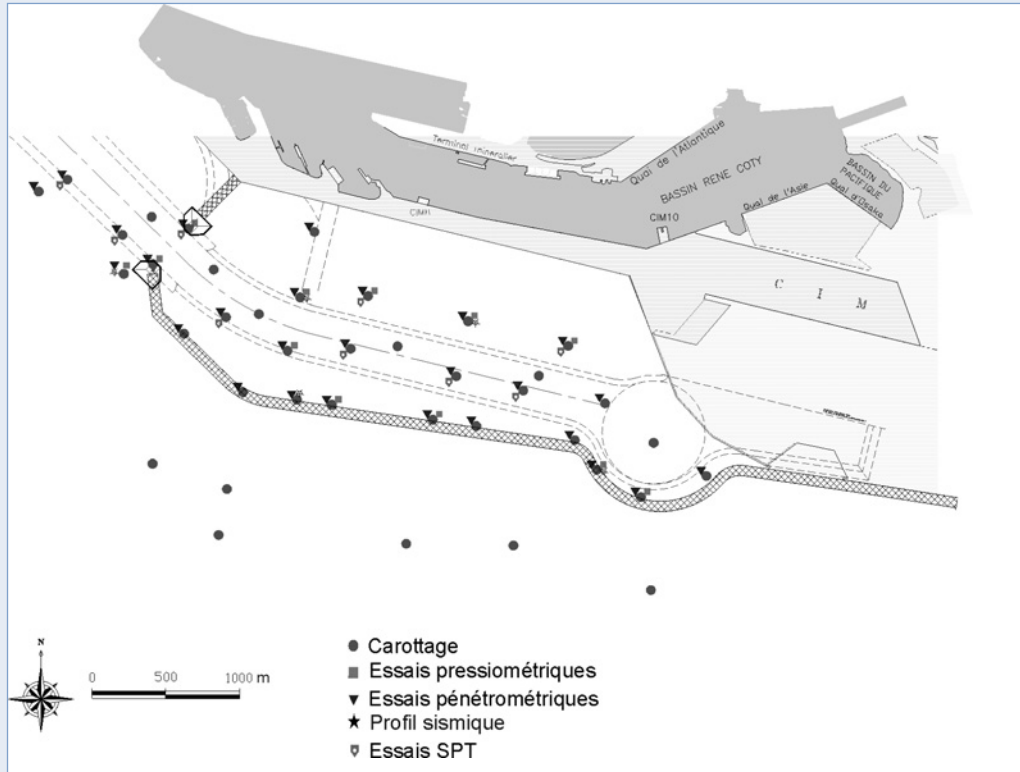 Terminal minéralier
Quai de l'Atlantique
BASSIN RENE COTY
BASSIN DU
PACIFIQUE
Quai d'Osaka
Quai de l'Asie
CIM10
C I M
N
0 500 1000 m
Carottage
Essais pressiométriques
Essais pénétrométriques
Profil sismique
Essais SPT